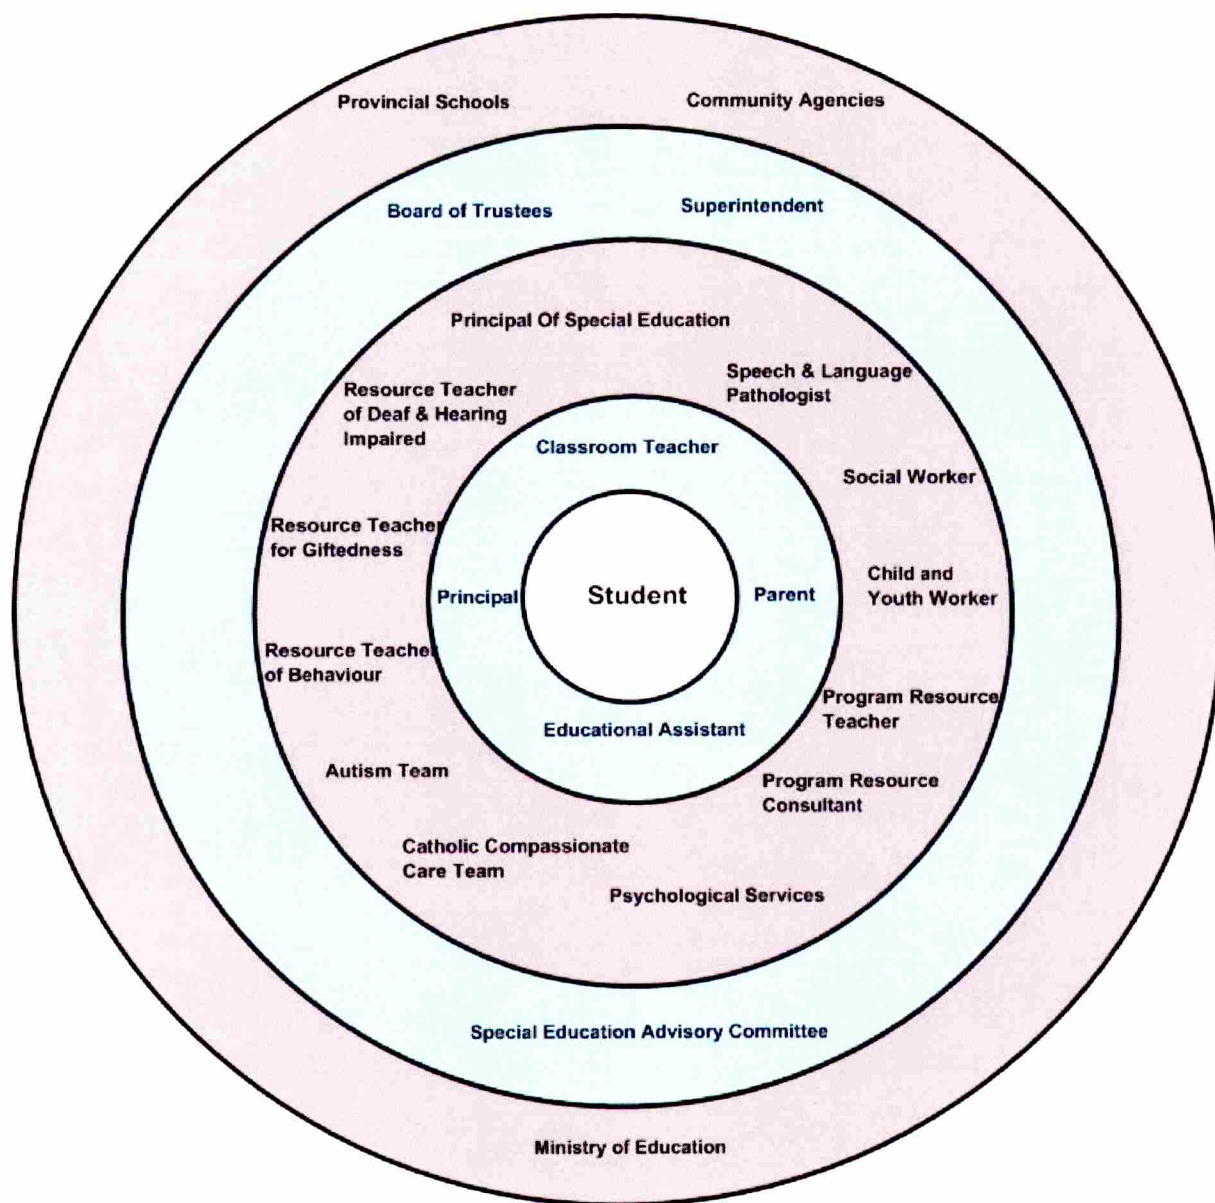 Provincial Schools
Community Agencies
Board of Trustees
Superintendent
Principal Of Special Education
Speech & Language
Pathologist
Resource Teacher
of Deaf & Hearing
Impaired
Classroom Teacher
Social Worker
Resource Teacher
for Giftedness
Child and
Youth Worker
Principal
Student
Parent
Resource Teacher
of Behaviour
Program Resource
Teacher
Educational Assistant
Autism Team
Program Resource
Consultant
Catholic Compassionate
Care Team
Psychological Services
Special Education Advisory Committee
Ministry of Education